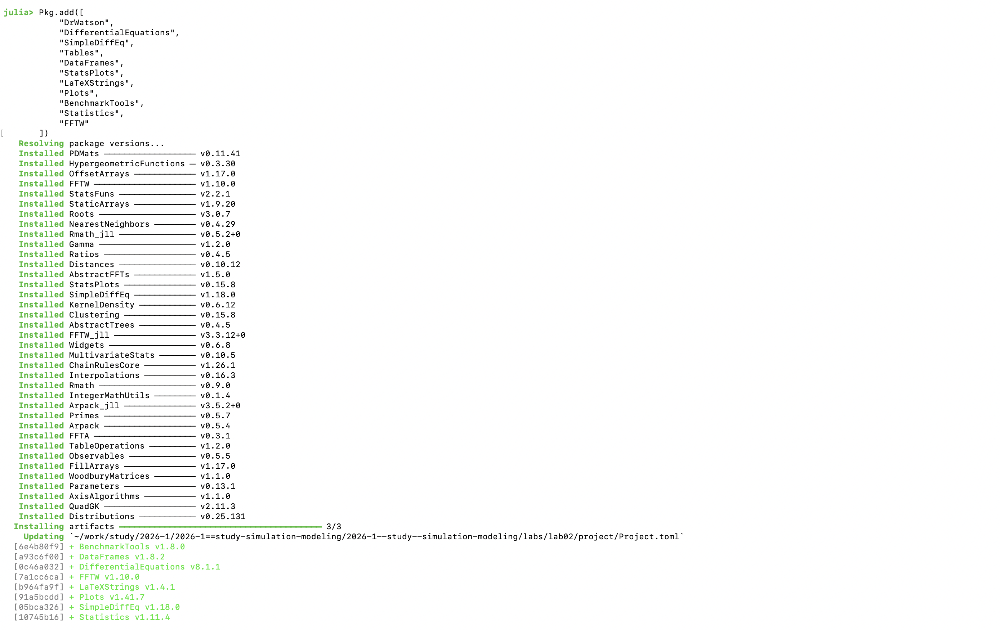 julia> Pkg.add([
"DrWatson",
"DifferentialEquations",
"SimpleDiffEq",
"Tables",
"DataFrames",
"StatsPlots",
"LaTeXStrings",
"Plots",
"BenchmarkTools",
"Statistics",
"FFTW"
[ ])
Resolving package versions...
Installed PDMats ────────────────── v0.11.41
Installed HypergeometricFunctions ─ v0.3.30
Installed OffsetArrays ──────────── v1.17.0
Installed FFTW ──────────────────── v1.10.0
Installed StatsFuns ─────────────── v2.2.1
Installed StaticArrays ──────────── v1.9.20
Installed Roots ─────────────────── v3.0.7
Installed NearestNeighbors ──────── v0.4.29
Installed Rmath_jll ─────────────── v0.5.2+0
Installed Gamma ─────────────────── v1.2.0
Installed Ratios ────────────────── v0.4.5
Installed Distances ─────────────── v0.10.12
Installed AbstractFFTs ──────────── v1.5.0
Installed StatsPlots ────────────── v0.15.8
Installed SimpleDiffEq ──────────── v1.18.0
Installed KernelDensity ─────────── v0.6.12
Installed Clustering ────────────── v0.15.8
Installed AbstractTrees ─────────── v0.4.5
Installed FFTW_jll ──────────────── v3.3.12+0
Installed Widgets ───────────────── v0.6.8
Installed MultivariateStats ─────── v0.10.5
Installed ChainRulesCore ────────── v1.26.1
Installed Interpolations ────────── v0.16.3
Installed Rmath ─────────────────── v0.9.0
Installed IntegerMathUtils ──────── v0.1.4
Installed Arpack_jll ────────────── v3.5.2+0
Installed Primes ────────────────── v0.5.7
Installed Arpack ────────────────── v0.5.4
Installed FFTA ──────────────────── v0.3.1
Installed TableOperations ───────── v1.2.0
Installed Observables ───────────── v0.5.5
Installed FillArrays ────────────── v1.17.0
Installed WoodburyMatrices ──────── v1.1.0
Installed Parameters ────────────── v0.13.1
Installed AxisAlgorithms ────────── v1.1.0
Installed QuadGK ────────────────── v2.11.3
Installed Distributions ─────────── v0.25.131
Installing artifacts ━━━━━━━━━━━━━━━━━━━━━━━━━━━━━━━━━━━━━━━━ 3/3
Updating `~/work/study/2026-1/2026-1==study-simulation-modeling/2026-1--study--simulation-modeling/labs/lab02/project/Project.toml`
[6e4b80f9] + BenchmarkTools v1.8.0
[a93c6f00] + DataFrames v1.8.2
[0c46a032] + DifferentialEquations v8.1.1
[7a1cc6ca] + FFTW v1.10.0
[b964fa9f] + LaTeXStrings v1.4.1
[91a5bcdd] + Plots v1.41.7
[05bca326] + SimpleDiffEq v1.18.0
[10745b16] + Statistics v1.11.4